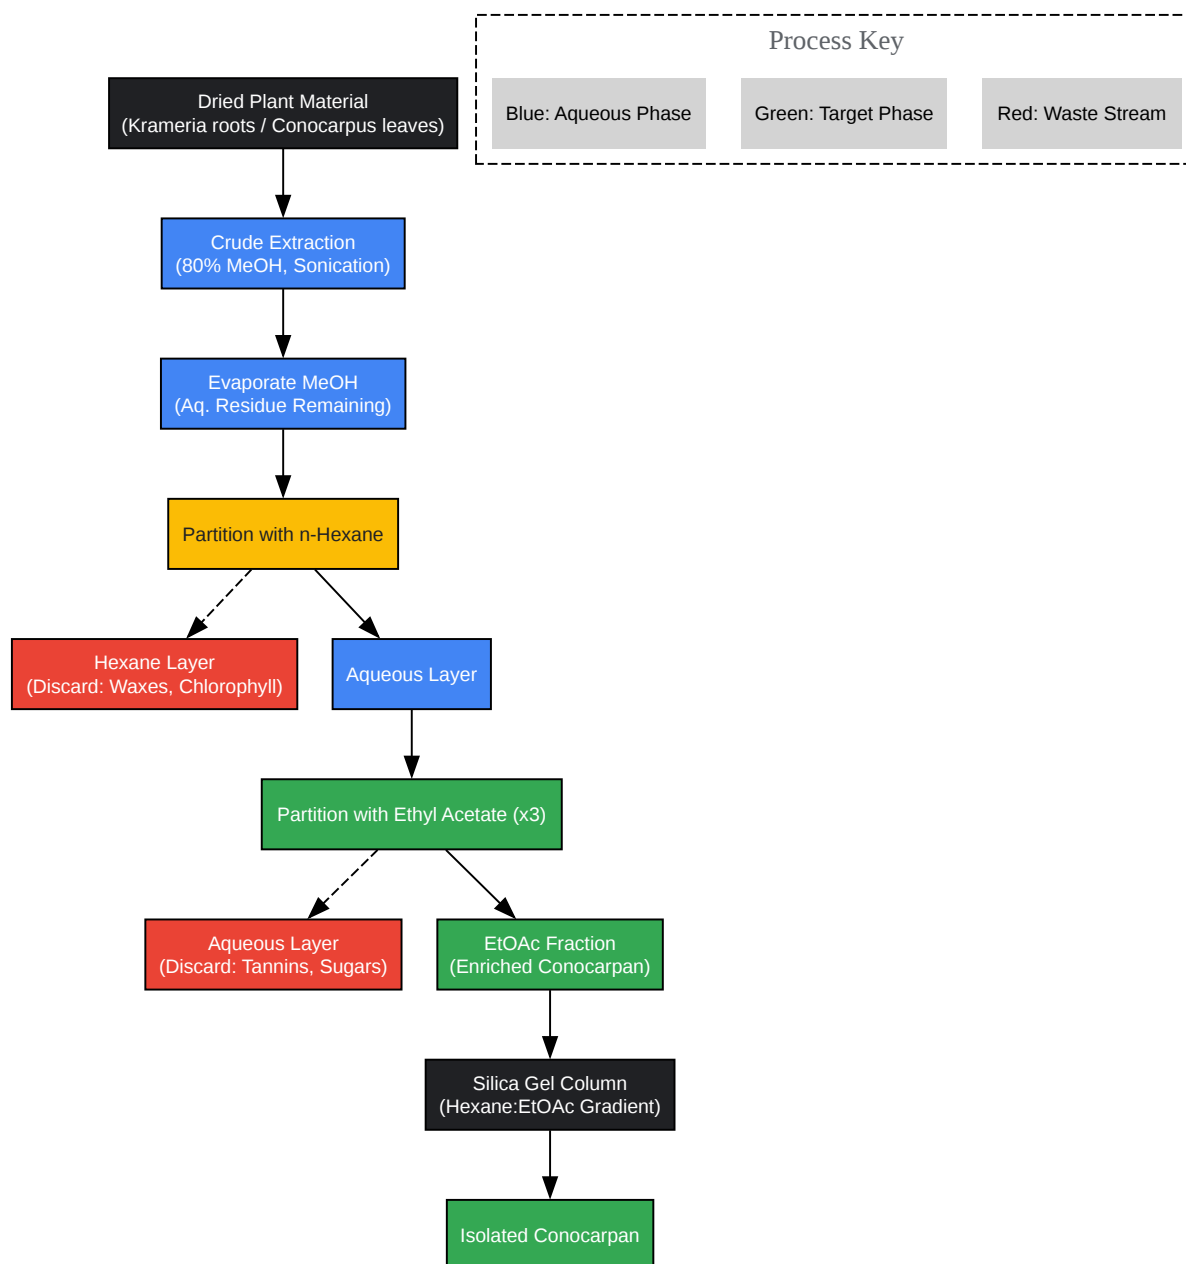 Process Key
Blue: Aqueous Phase
Green: Target Phase
Red: Waste Stream
Dried Plant Material
(Krameria roots / Conocarpus leaves)
Crude Extraction
(80% MeOH, Sonication)
Evaporate MeOH
(Aq. Residue Remaining)
Partition with n-Hexane
Hexane Layer
(Discard: Waxes, Chlorophyll)
Aqueous Layer
Partition with Ethyl Acetate (x3)
Aqueous Layer
(Discard: Tannins, Sugars)
EtOAc Fraction
(Enriched Conocarpan)
Silica Gel Column
(Hexane:EtOAc Gradient)
Isolated Conocarpan